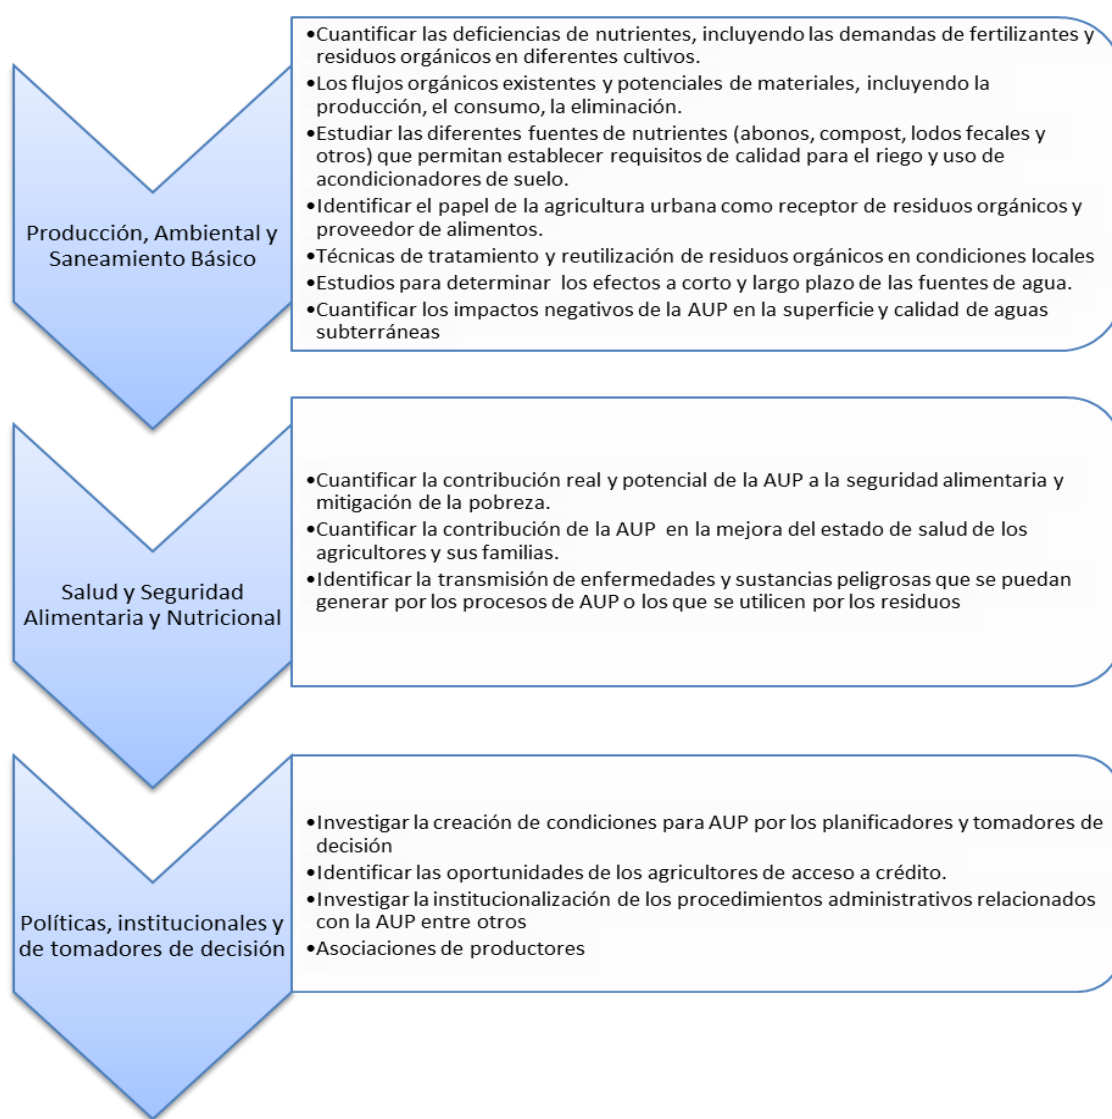 Producción, Ambiental y
Saneamiento Básico
•Cuantificar las deficiencias de nutrientes, incluyendo las demandas de fertilizantes y
residuos orgánicos en diferentes cultivos.
•Los flujos orgánicos existentes y potenciales de materiales, incluyendo la
producción, el consumo, la eliminación.
•Estudiar las diferentes fuentes de nutrientes (abonos, compost, lodos fecales y
otros) que permitan establecer requisitos de calidad para el riego y uso de
acondicionadores de suelo.
•Identificar el papel de la agricultura urbana como receptor de residuos orgánicos y
proveedor de alimentos.
•Técnicas de tratamiento y reutilización de residuos orgánicos en condiciones locales
•Estudios para determinar los efectos a corto y largo plazo de las fuentes de agua.
•Cuantificar los impactos negativos de la AUP en la superficie y calidad de aguas
subterráneas
Salud y Seguridad
Alimentaria y Nutricional
•Cuantificar la contribución real y potencial de la AUP a la seguridad alimentaria y
mitigación de la pobreza.
•Cuantificar la contribución de la AUP en la mejora del estado de salud de los
agricultores y sus familias.
•Identificar la transmisión de enfermedades y sustancias peligrosas que se puedan
generar por los procesos de AUP o los que se utilicen por los residuos
Políticas, institucionales y
de tomadores de decisión
•Investigar la creación de condiciones para AUP por los planificadores y tomadores de
decisión
•Identificar las oportunidades de los agricultores de acceso a crédito.
•Investigar la institucionalización de los procedimientos administrativos relacionados
con la AUP entre otros
•Asociaciones de productores